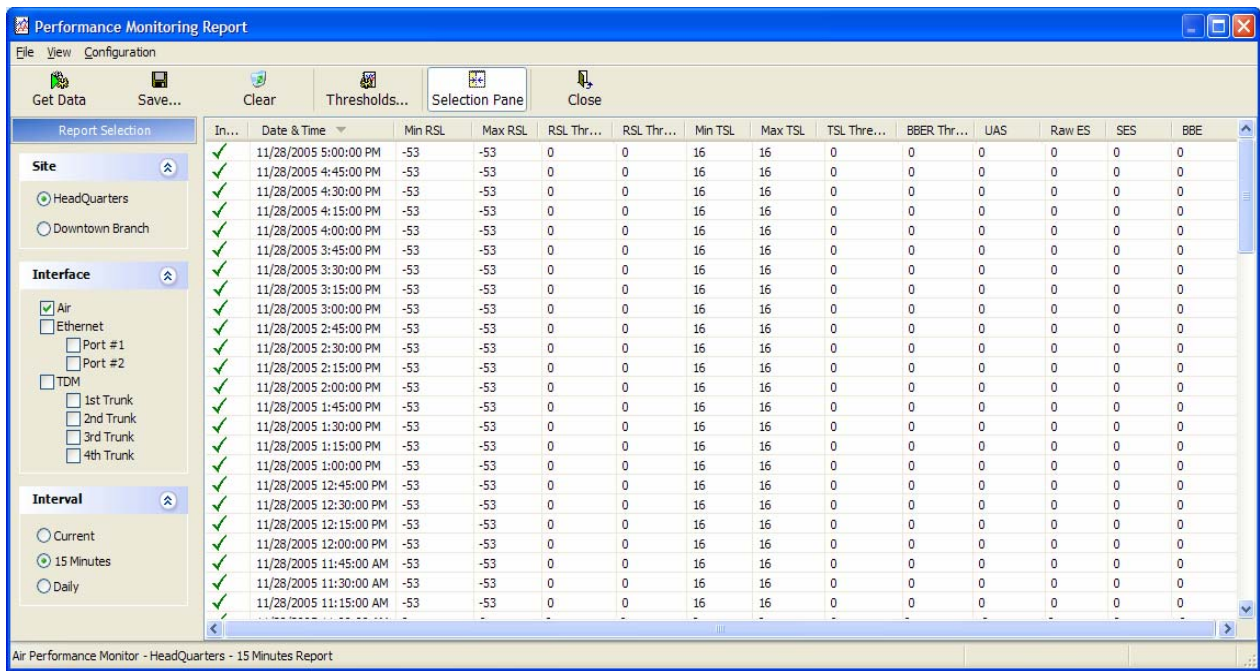 Performance Monitoring Report
File View Configuration
Get Data Save... Clear Thresholds... Selection Pane Close
Report Selection
Site
HeadQuarters
Downtown Branch
Interface
Air
Ethernet
Port #1
Port #2
TDM
1st Trunk
2nd Trunk
3rd Trunk
4th Trunk
Interval
Current
15 Minutes
Daily
In... Date & Time Min RSL Max RSL RSL Thr... RSL Thr... Min TSL Max TSL TSL Thre... BBER Thr... UAS Raw ES SES BBE
11/28/2005 5:00:00 PM -53 -53 0 0 16 16 0 0 0 0 0 0
11/28/2005 4:45:00 PM -53 -53 0 0 16 16 0 0 0 0 0 0
11/28/2005 4:30:00 PM -53 -53 0 0 16 16 0 0 0 0 0 0
11/28/2005 4:15:00 PM -53 -53 0 0 16 16 0 0 0 0 0 0
11/28/2005 4:00:00 PM -53 -53 0 0 16 16 0 0 0 0 0 0
11/28/2005 3:45:00 PM -53 -53 0 0 16 16 0 0 0 0 0 0
11/28/2005 3:30:00 PM -53 -53 0 0 16 16 0 0 0 0 0 0
11/28/2005 3:15:00 PM -53 -53 0 0 16 16 0 0 0 0 0 0
11/28/2005 3:00:00 PM -53 -53 0 0 16 16 0 0 0 0 0 0
11/28/2005 2:45:00 PM -53 -53 0 0 16 16 0 0 0 0 0 0
11/28/2005 2:30:00 PM -53 -53 0 0 16 16 0 0 0 0 0 0
11/28/2005 2:15:00 PM -53 -53 0 0 16 16 0 0 0 0 0 0
11/28/2005 2:00:00 PM -53 -53 0 0 16 16 0 0 0 0 0 0
11/28/2005 1:45:00 PM -53 -53 0 0 16 16 0 0 0 0 0 0
11/28/2005 1:30:00 PM -53 -53 0 0 16 16 0 0 0 0 0 0
11/28/2005 1:15:00 PM -53 -53 0 0 16 16 0 0 0 0 0 0
11/28/2005 1:00:00 PM -53 -53 0 0 16 16 0 0 0 0 0 0
11/28/2005 12:45:00 PM -53 -53 0 0 16 16 0 0 0 0 0 0
11/28/2005 12:30:00 PM -53 -53 0 0 16 16 0 0 0 0 0 0
11/28/2005 12:15:00 PM -53 -53 0 0 16 16 0 0 0 0 0 0
11/28/2005 12:00:00 PM -53 -53 0 0 16 16 0 0 0 0 0 0
11/28/2005 11:45:00 AM -53 -53 0 0 16 16 0 0 0 0 0 0
11/28/2005 11:30:00 AM -53 -53 0 0 16 16 0 0 0 0 0 0
11/28/2005 11:15:00 AM -53 -53 0 0 16 16 0 0 0 0 0 0
Air Performance Monitor - HeadQuarters - 15 Minutes Report